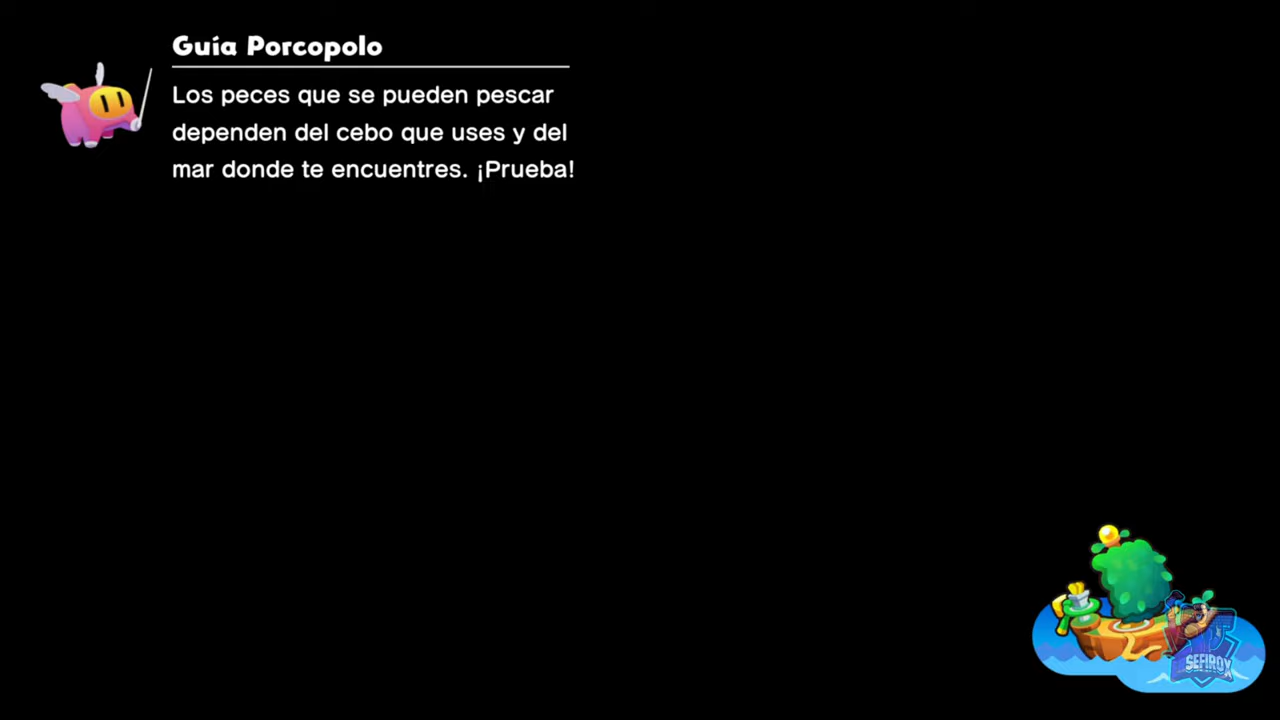 Guía Porcopolo
Los peces que se pueden pescar
dependen del cebo que uses y del
mar donde te encuentres. ¡Prueba!
SEFIROX